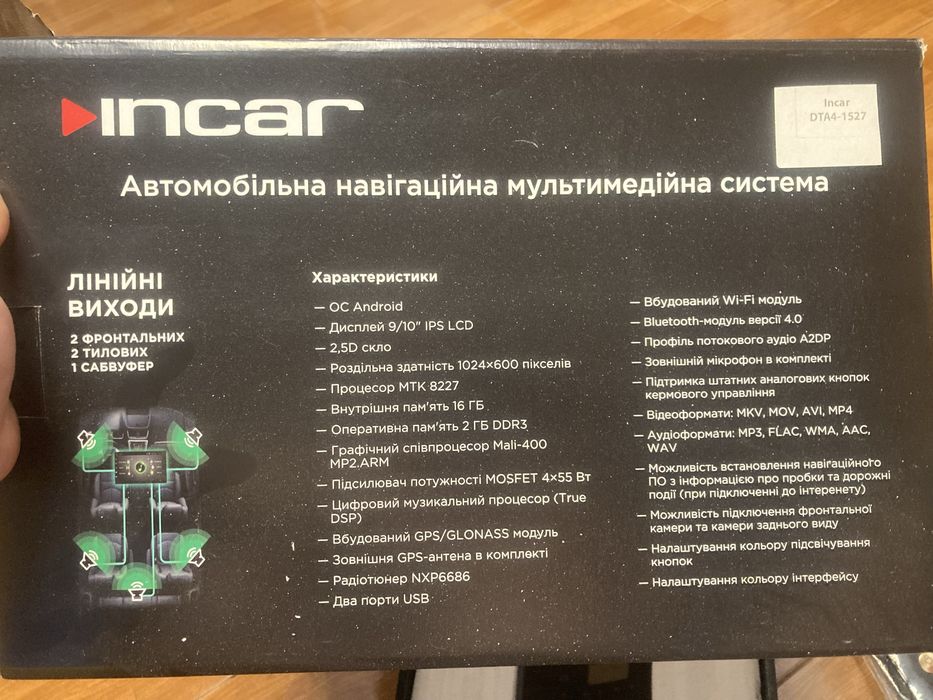 Incar
Incar
DTA4-1527
Автомобільна навігаційна мультимедійна система
ЛІНІЙНІ
ВИХОДИ
2 ФРОНТАЛЬНИХ
2 ТИЛОВИХ
1 САБВУФЕР
Характеристики
— ОС Android
— Дисплей 9/10" IPS LCD
— 2,5D скло
— Роздільна здатність 1024×600 пікселів
— Процесор МТК 8227
— Внутрішня пам'ять 16 ГБ
— Оперативна пам'ять 2 ГБ DDR3
— Графічний співпроцесор Mali-400
MP2.ARM
— Підсилювач потужності MOSFET 4×55 Вт
— Цифровий музикальний процесор (True
DSP)
— Вбудований GPS/GLONASS модуль
— Зовнішня GPS-антена в комплекті
— Радіотюнер NXP6686
— Два порти USB
— Вбудований Wi-Fi модуль
— Bluetooth-модуль версії 4.0
— Профіль потокового аудіо A2DP
— Зовнішній мікрофон в комплекті
— Підтримка штатних аналогових кнопок
кермового управління
— Відеоформати: MKV, MOV, AVI, MP4
— Аудіоформати: MP3, FLAC, WMA, AAC,
WAV
— Можливість встановлення навігаційного
ПО з інформацією про пробки та дорожні
події (при підключенні до інтеренету)
— Можливість підключення фронтальної
камери та камери заднього виду
— Налаштування кольору підсвічування
кнопок
— Налаштування кольору інтерфейсу